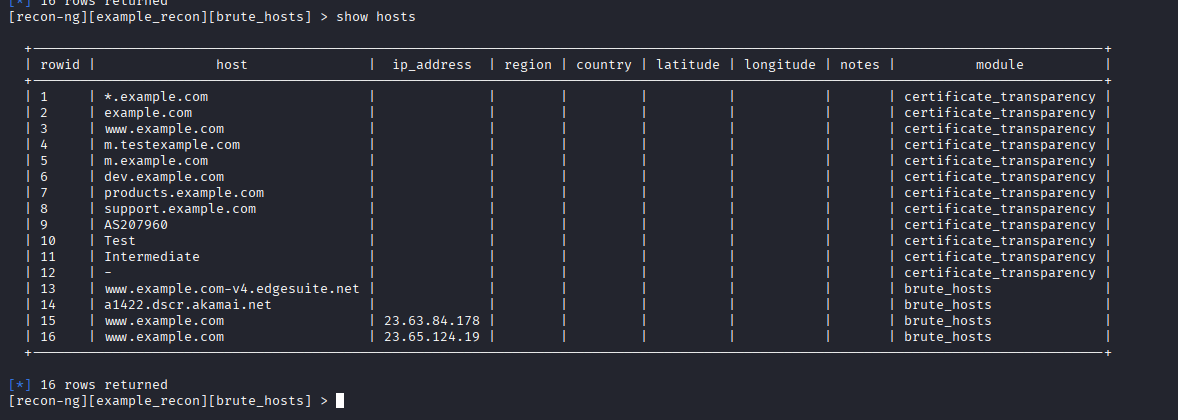 [*] 16 rows returned
[recon-ng][example_recon][brute_hosts] > show hosts
+---------------------------------------------------------------------------------------------------------------------------------------+
| rowid | host | ip_address | region | country | latitude | longitude | notes | module |
+---------------------------------------------------------------------------------------------------------------------------------------+
| 1 | *.example.com | | | | | | | certificate_transparency |
| 2 | example.com | | | | | | | certificate_transparency |
| 3 | www.example.com | | | | | | | certificate_transparency |
| 4 | m.testexample.com | | | | | | | certificate_transparency |
| 5 | m.example.com | | | | | | | certificate_transparency |
| 6 | dev.example.com | | | | | | | certificate_transparency |
| 7 | products.example.com | | | | | | | certificate_transparency |
| 8 | support.example.com | | | | | | | certificate_transparency |
| 9 | AS207960 | | | | | | | certificate_transparency |
| 10 | Test | | | | | | | certificate_transparency |
| 11 | Intermediate | | | | | | | certificate_transparency |
| 12 | - | | | | | | | certificate_transparency |
| 13 | www.example.com-v4.edgesuite.net | | | | | | | brute_hosts |
| 14 | a1422.dscr.akamai.net | | | | | | | brute_hosts |
| 15 | www.example.com | 23.63.84.178 | | | | | | brute_hosts |
| 16 | www.example.com | 23.65.124.19 | | | | | | brute_hosts |
+---------------------------------------------------------------------------------------------------------------------------------------+
[*] 16 rows returned
[recon-ng][example_recon][brute_hosts] >